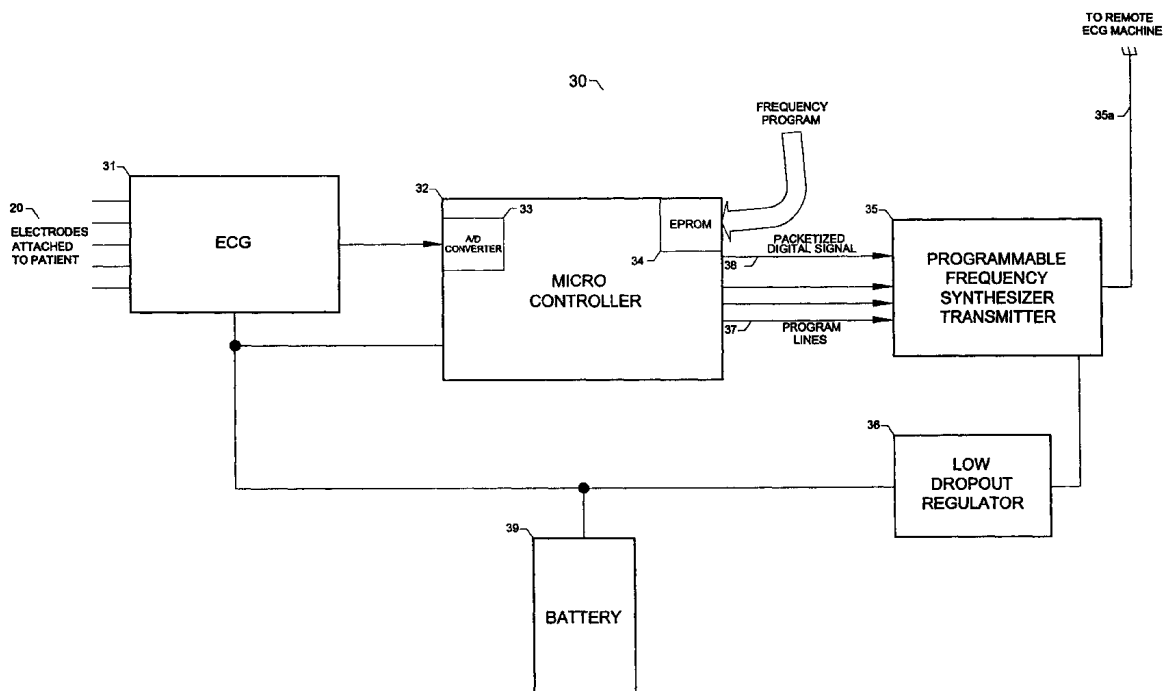 TO REMOTE
ECG MACHINE
35a
30
FREQUENCY
PROGRAM
31
20
ELECTRODES
ATTACHED
TO PATIENT
ECG
32
33
A/D
CONVERTER
EPROM
34
MICRO
CONTROLLER
PACKETIZED
DIGITAL SIGNAL
38
37
PROGRAM
LINES
35
PROGRAMMABLE
FREQUENCY
SYNTHESIZER
TRANSMITTER
36
LOW
DROPOUT
REGULATOR
39
BATTERY